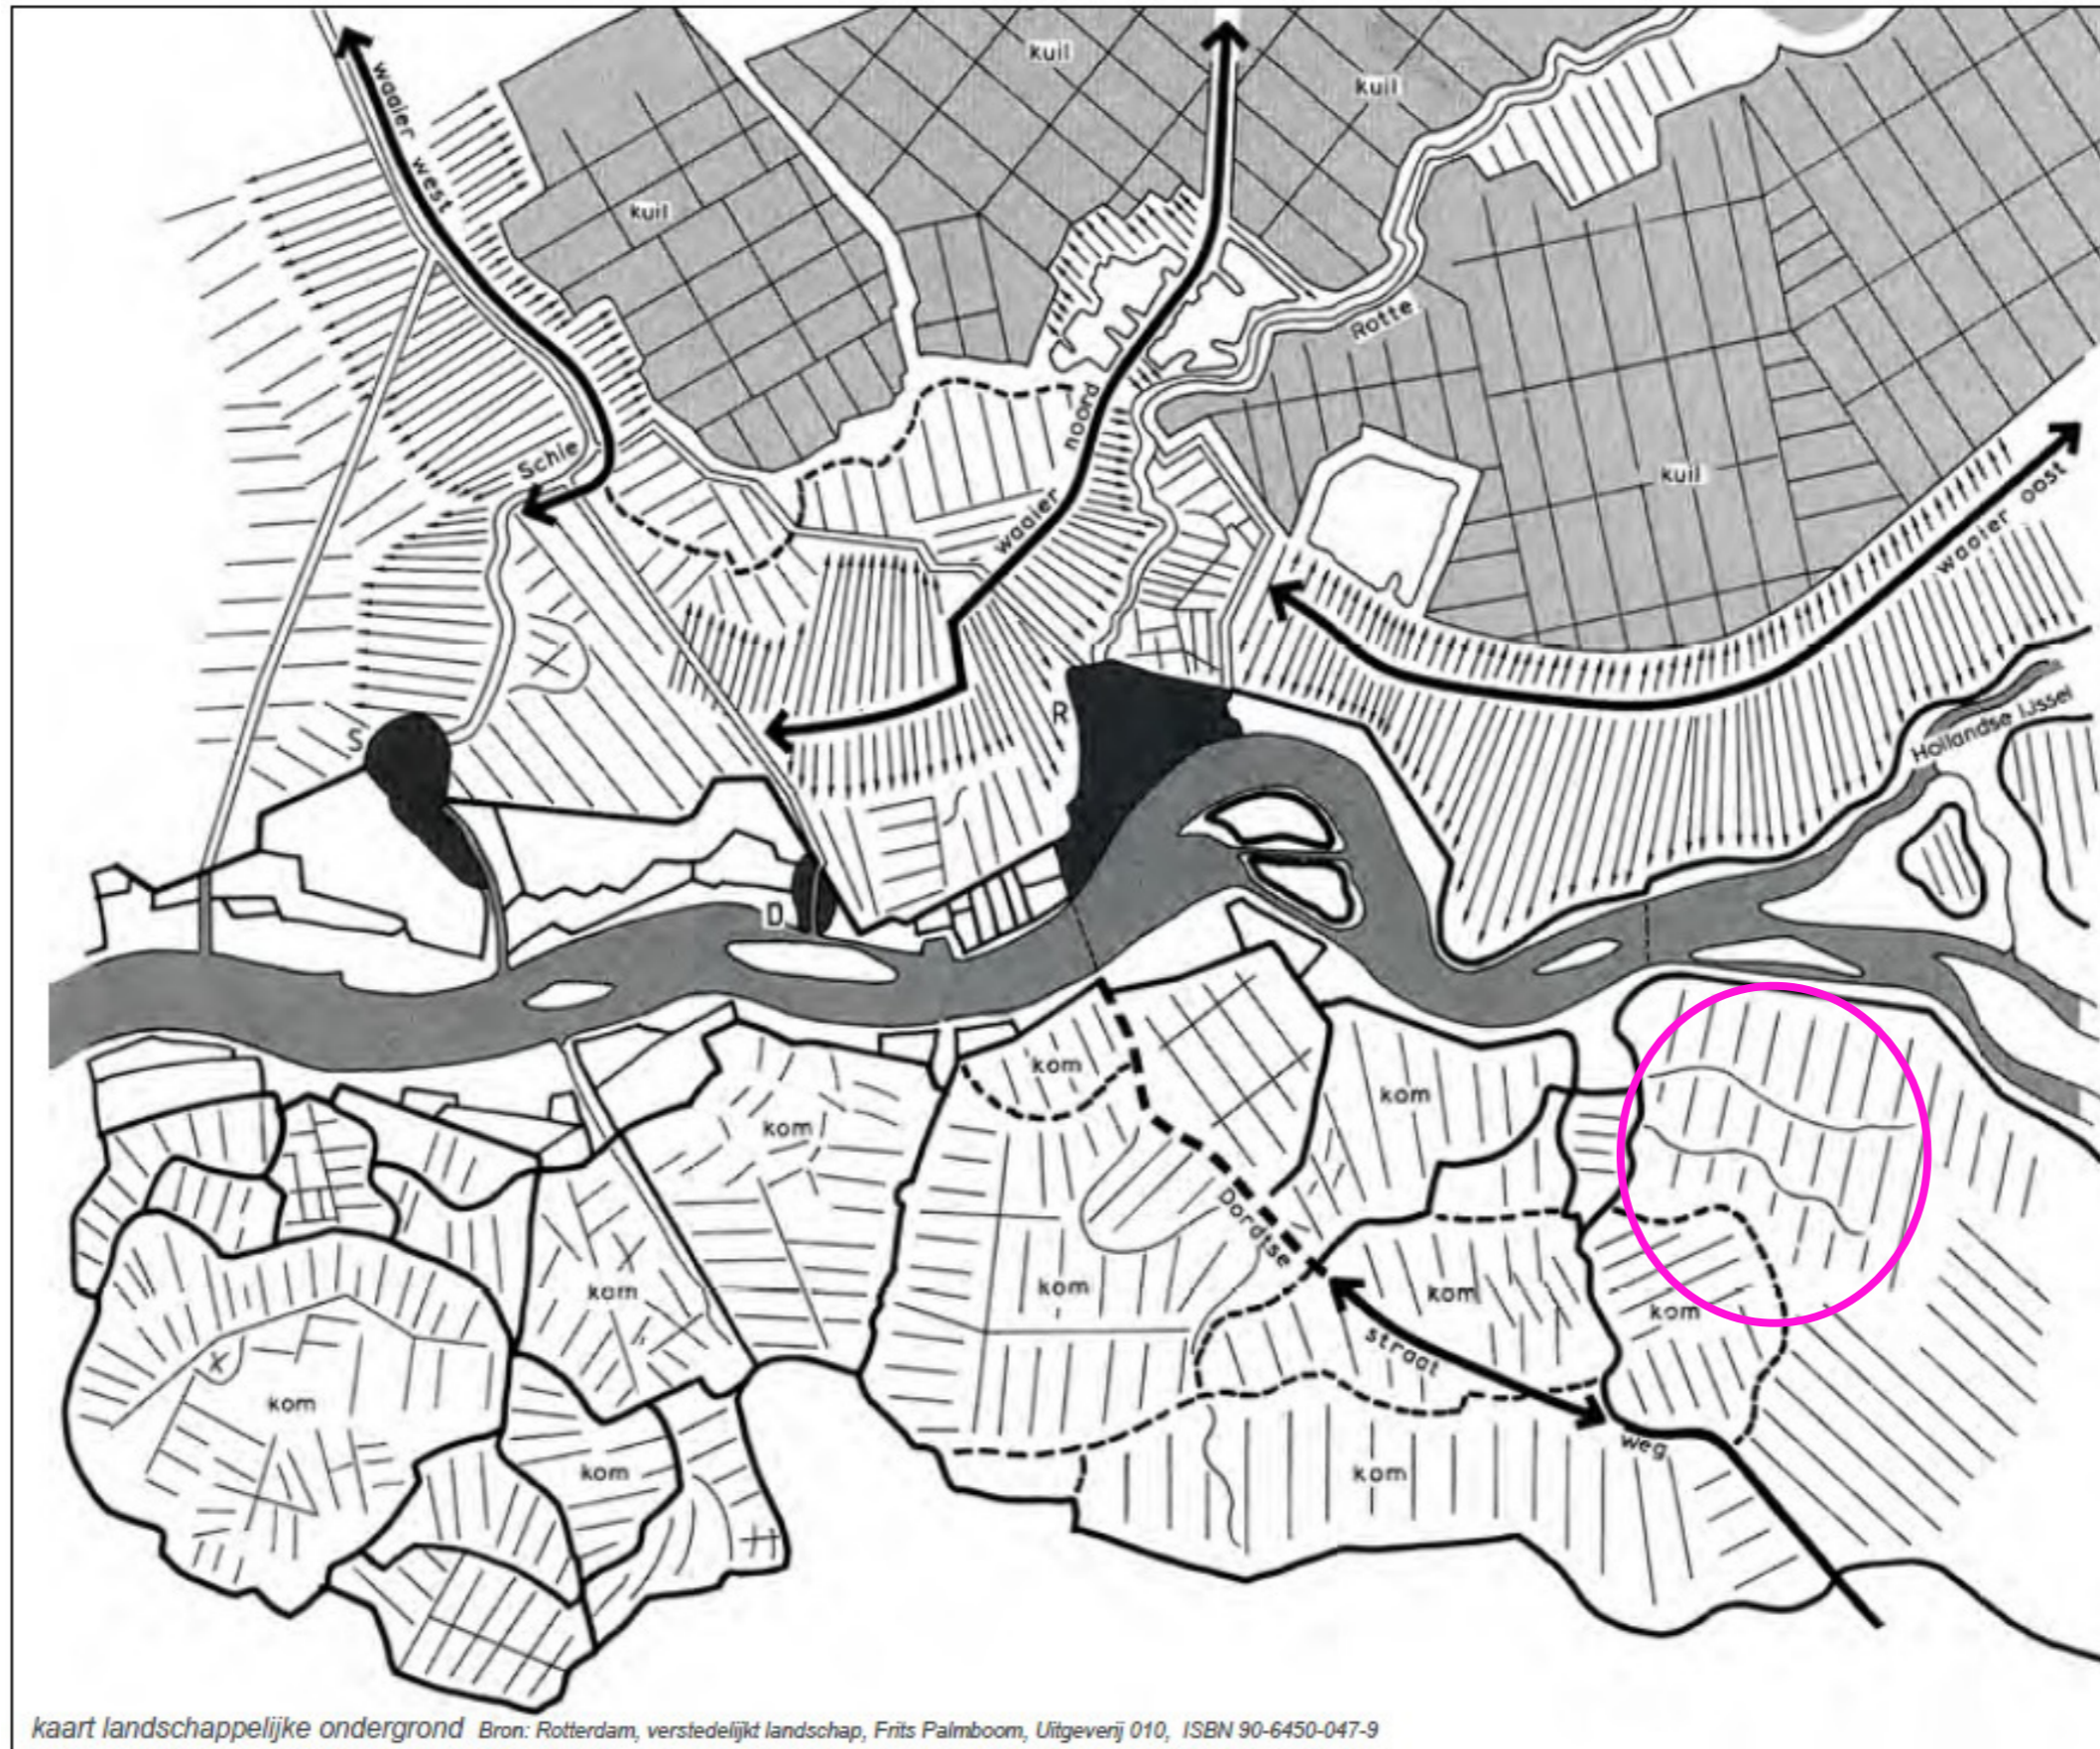 kuil
kuil
waaier west
kuil
Rotte
noord
Schie
kuil
waaier
waaier oost
R
S
Hollandse IJssel
D
kom
kom
kom
Dordtse
kom
kom
kom
kom
straat
kom
weg
kom
kom
kaart landschappelijke ondergrond Bron: Rotterdam, verstedelijkt landschap, Frits Palmboom, Uitgeverij 010, ISBN 90-6450-047-9